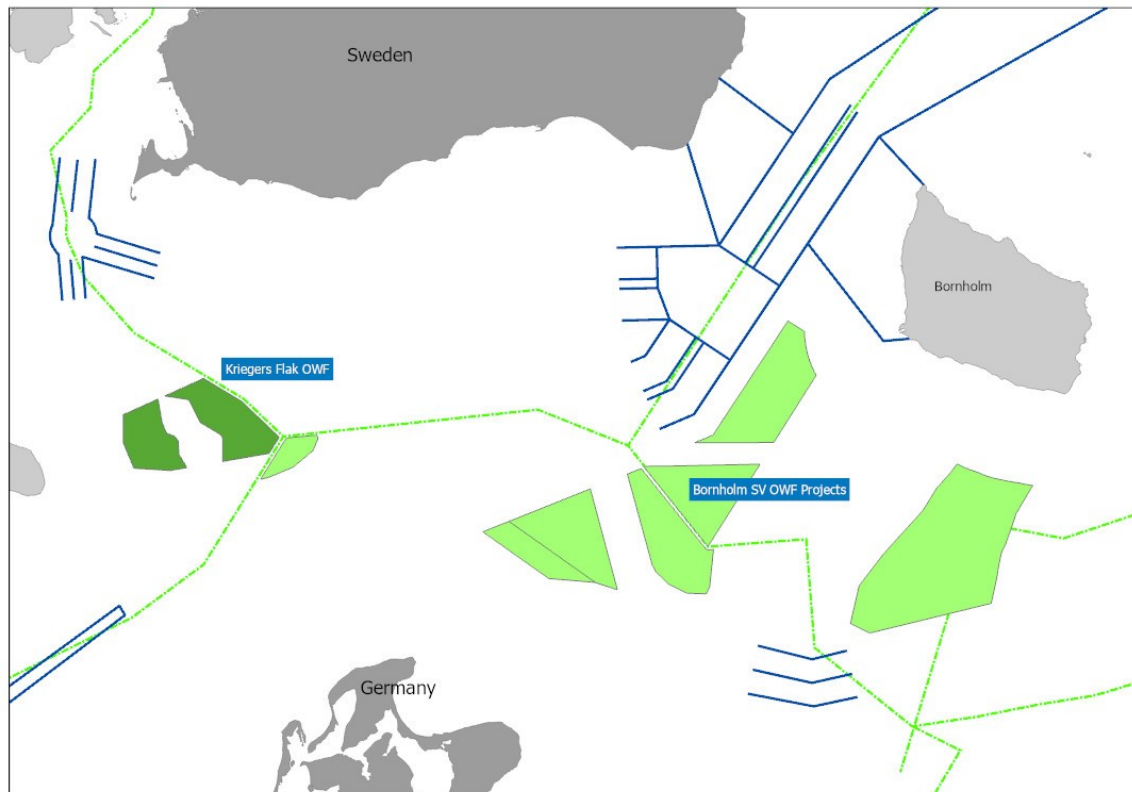 Sweden
Bornholm
Kriegers Flak OWF
Bornholm SV OWF Projects
Germany